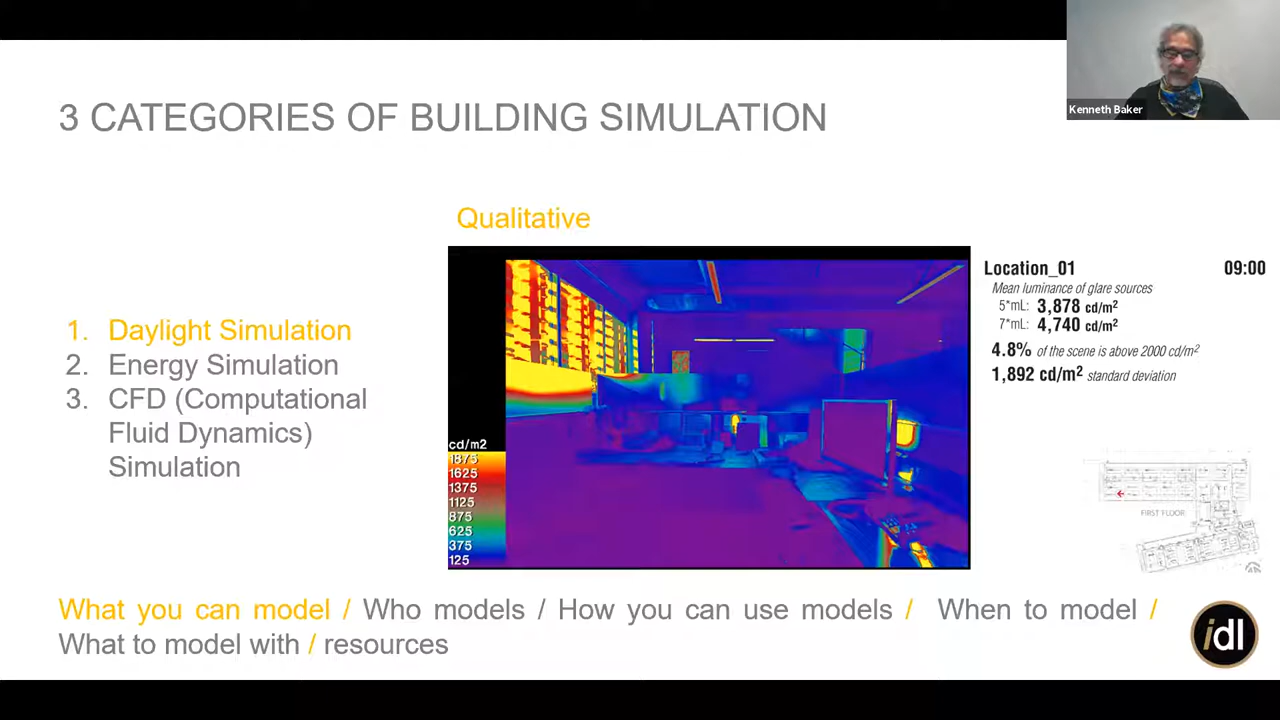 Kenneth Baker
3 CATEGORIES OF BUILDING SIMULATION
Qualitative
1. Daylight Simulation
2. Energy Simulation
3. CFD (Computational
Fluid Dynamics)
Simulation
cd/m2
1875
1625
1375
1125
875
625
375
125
Location_01 09:00
Mean luminance of glare sources
5*mL: 3,878 cd/m²
7*mL: 4,740 cd/m²
4.8% of the scene is above 2000 cd/m²
1,892 cd/m² standard deviation
FIRST FLOOR
What you can model / Who models / How you can use models / When to model /
What to model with / resources
idl